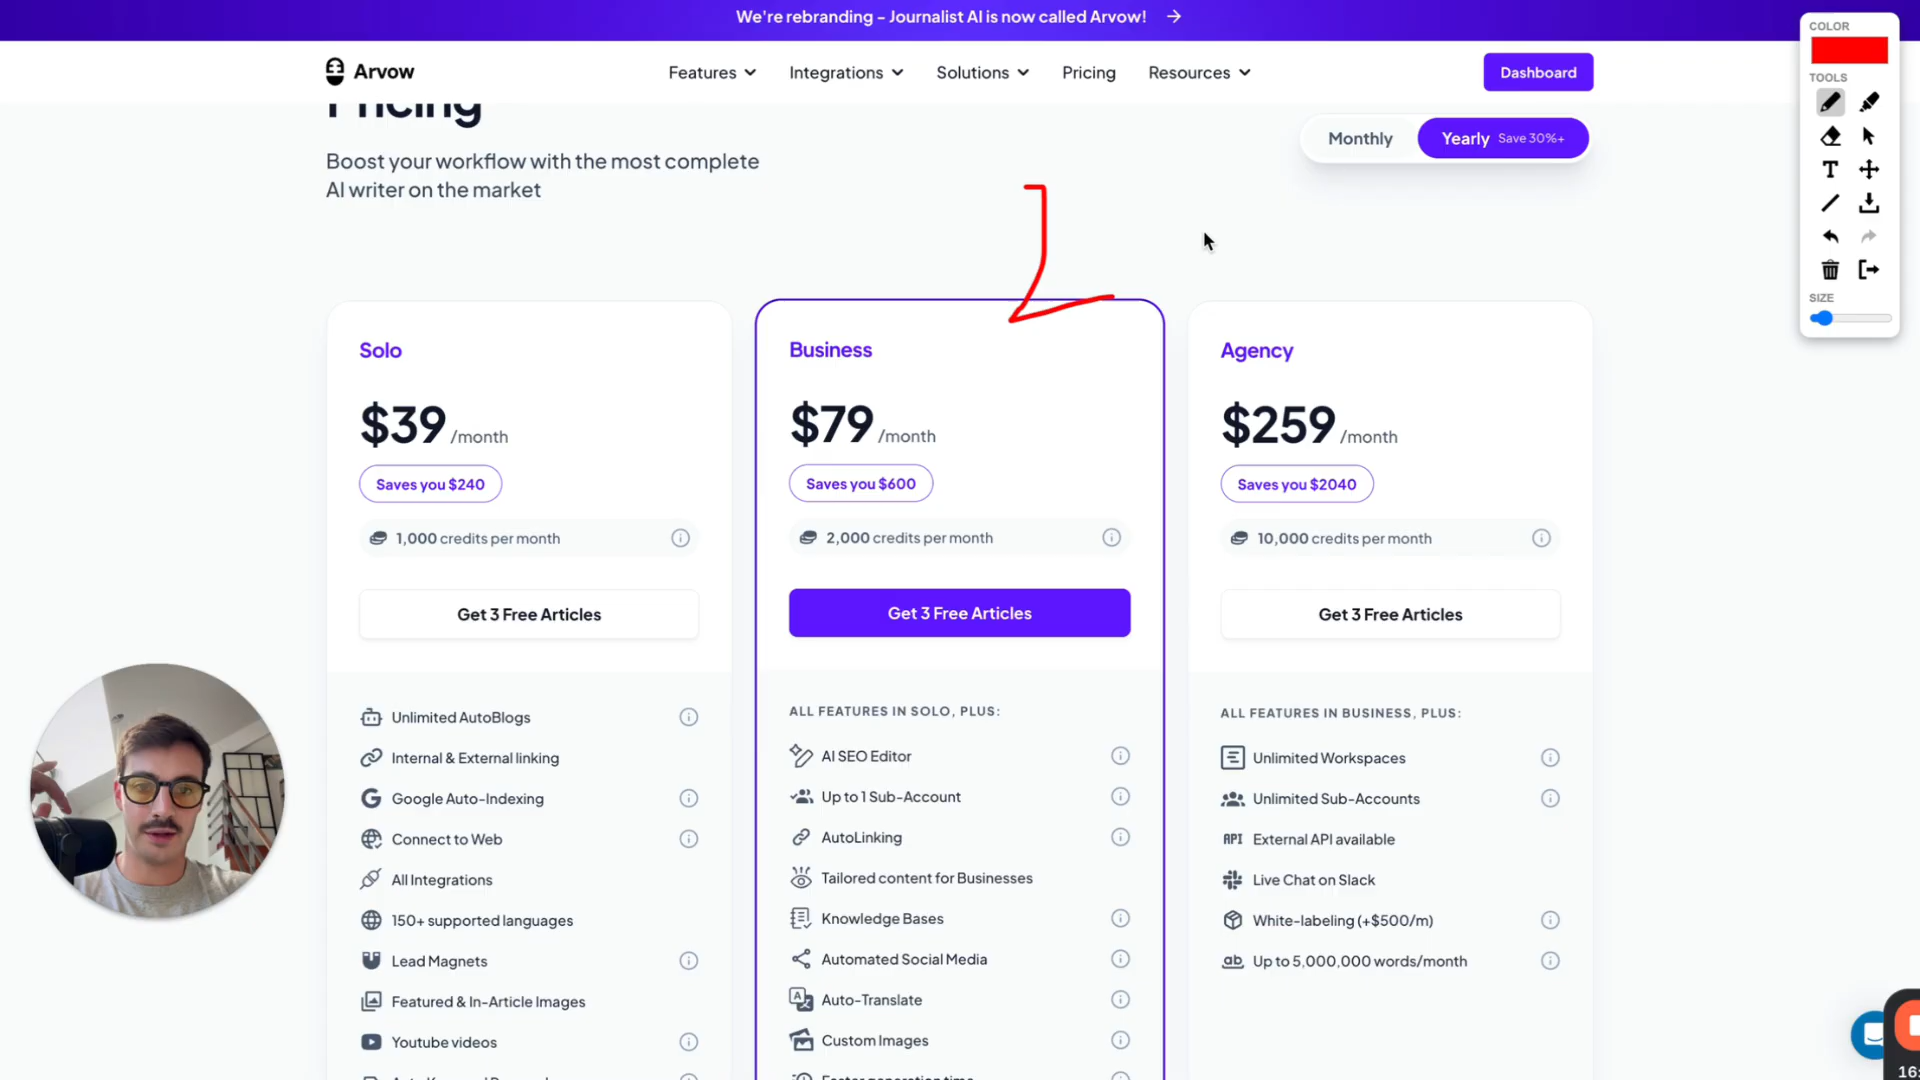 We're rebranding - Journalist AI is now called Arvow! →
Arvow
Features
Integrations
Solutions
Pricing
Resources
Dashboard
COLOR
TOOLS
SIZE
Pricing
Boost your workflow with the most complete
AI writer on the market
Monthly
Yearly Save 30%+
Solo
$39 /month
Saves you $240
1,000 credits per month
Get 3 Free Articles
Unlimited AutoBlogs
Internal & External linking
Google Auto-Indexing
Connect to Web
All Integrations
150+ supported languages
Lead Magnets
Featured & In-Article Images
Youtube videos
Business
$79 /month
Saves you $600
2,000 credits per month
Get 3 Free Articles
ALL FEATURES IN SOLO, PLUS:
AI SEO Editor
Up to 1 Sub-Account
AutoLinking
Tailored content for Businesses
Knowledge Bases
Automated Social Media
Auto-Translate
Custom Images
Faster generation time
Agency
$259 /month
Saves you $2040
10,000 credits per month
Get 3 Free Articles
ALL FEATURES IN BUSINESS, PLUS:
Unlimited Workspaces
Unlimited Sub-Accounts
API External API available
Live Chat on Slack
White-labeling (+$500/m)
ab Up to 5,000,000 words/month
16: